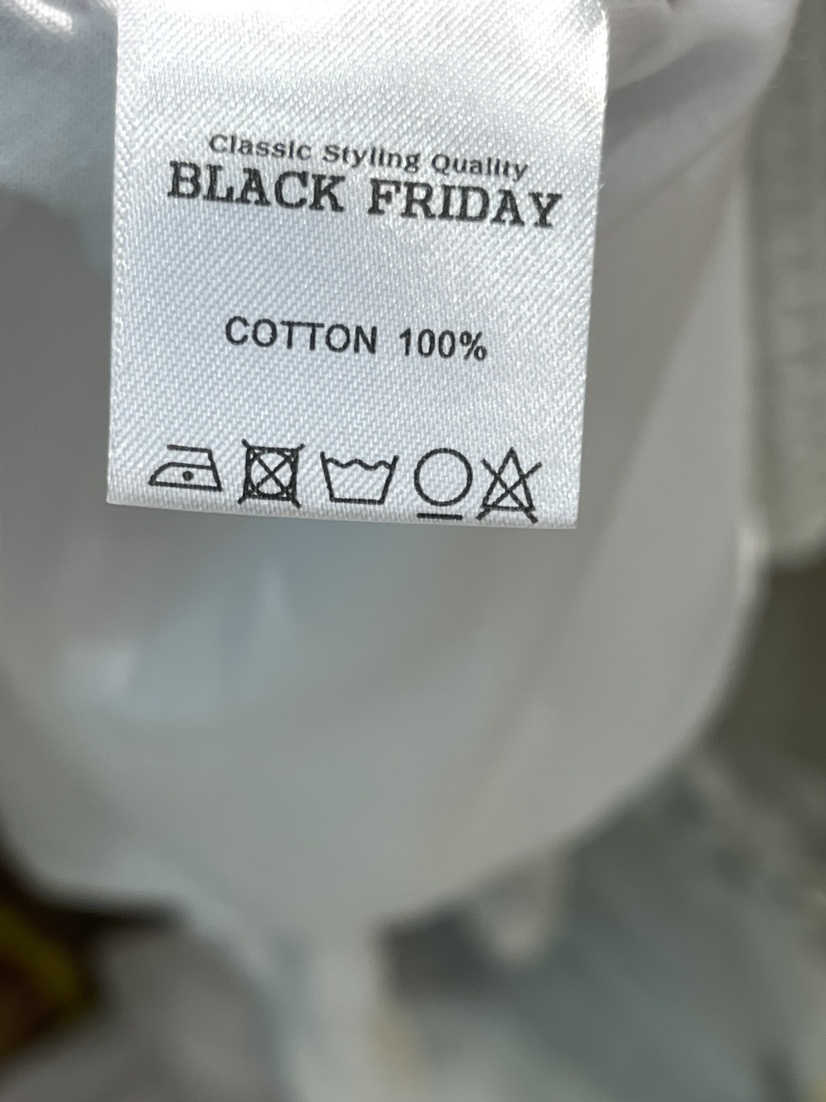 Classic Styling Quality
BLACK FRIDAY
COTTON 100%